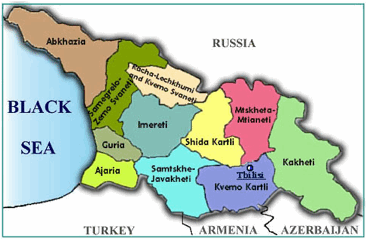 Abkhazia
RUSSIA
Samegrelo-
Zemo Svaneti
Racha-Lechkhumi
and Kvemo Svaneti
BLACK
SEA
Mtskheta-
Mtianeti
Imereti
Guria
Shida Kartli
Kakheti
Ajaria
Samtskhe-
Javakheti
Tbilisi
Kvemo Kartli
TURKEY
ARMENIA
AZERBAIJAN